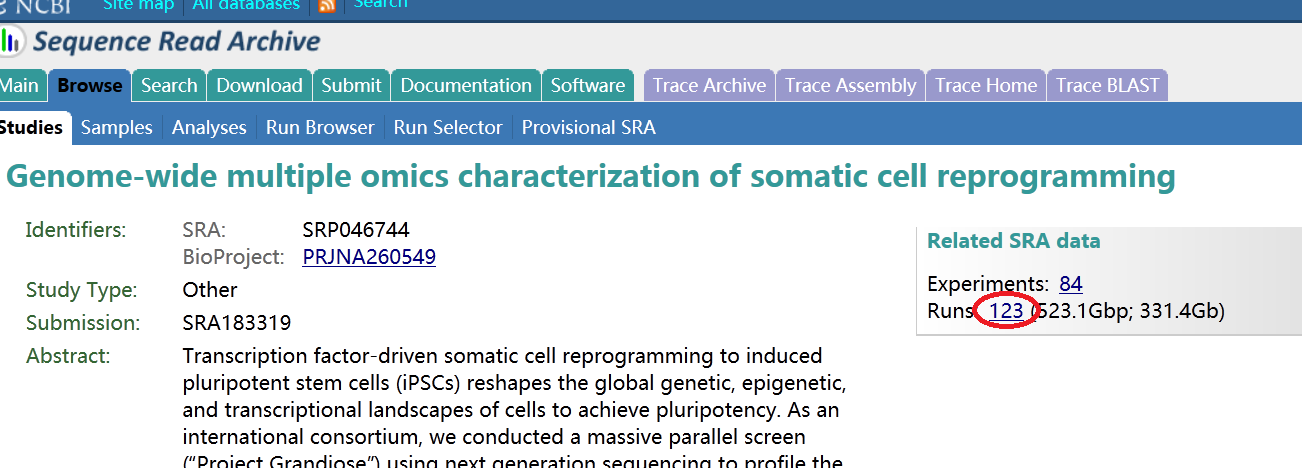 NCBI Site map All databases Search
Sequence Read Archive
Main Browse Search Download Submit Documentation Software Trace Archive Trace Assembly Trace Home Trace BLAST
Studies Samples Analyses Run Browser Run Selector Provisional SRA
Genome-wide multiple omics characterization of somatic cell reprogramming
Identifiers: SRA: SRP046744
BioProject: PRJNA260549
Study Type: Other
Submission: SRA183319
Abstract: Transcription factor-driven somatic cell reprogramming to induced
pluripotent stem cells (iPSCs) reshapes the global genetic, epigenetic,
and transcriptional landscapes of cells to achieve pluripotency. As an
international consortium, we conducted a massive parallel screen
(“Project Grandiose”) using next generation sequencing to profile the
Related SRA data
Experiments: 84
Runs: 123 (523.1Gbp; 331.4Gb)